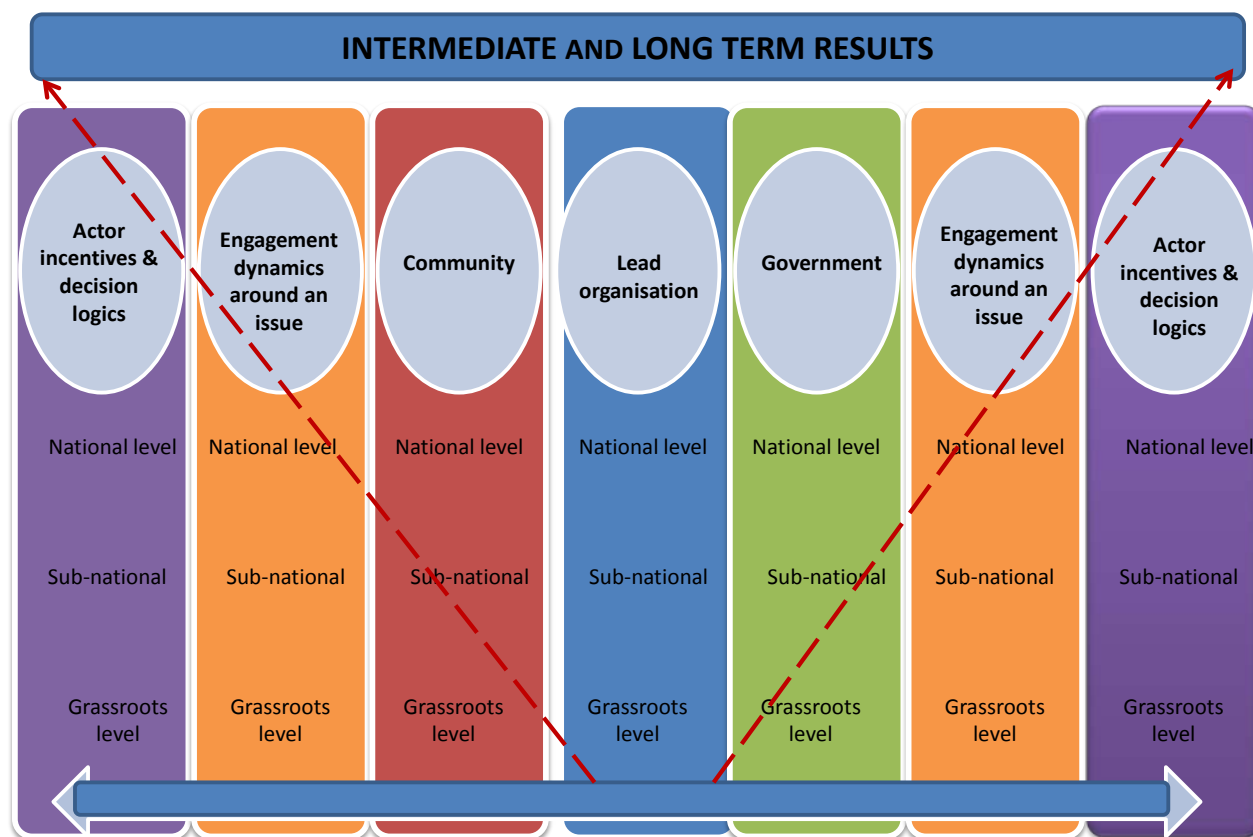 INTERMEDIATE AND LONG TERM RESULTS
Actor
incentives &
decision
logics
Engagement
dynamics
around an
issue
Community
Lead
organisation
Government
Engagement
dynamics
around an
issue
Actor
incentives &
decision
logics
National level
National level
National level
National level
National level
National level
National level
Sub-national
Sub-national
Sub-national
Sub-national
Sub-national
Sub-national
Sub-national
Grassroots
level
Grassroots
level
Grassroots
level
Grassroots
level
Grassroots
level
Grassroots
level
Grassroots
level